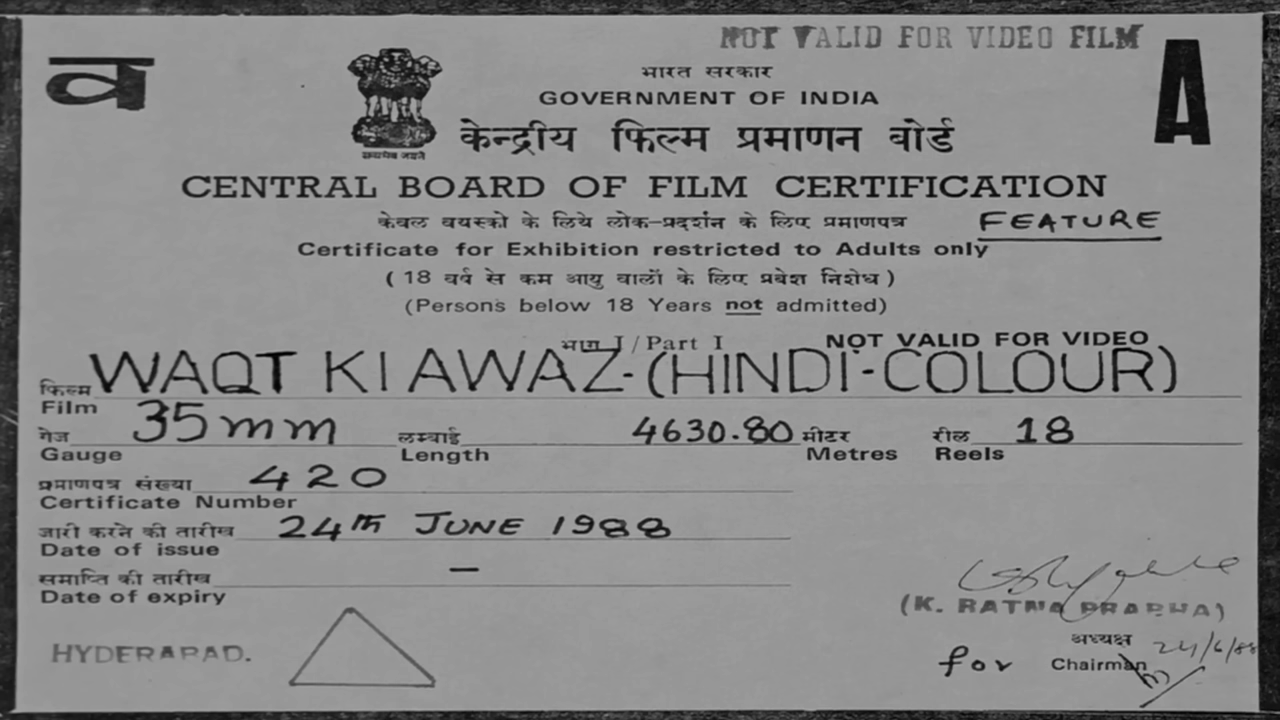 NOT VALID FOR VIDEO FILM
व
A
भारत सरकार
GOVERNMENT OF INDIA
केन्द्रीय फिल्म प्रमाणन बोर्ड
सत्यमेव जयते
CENTRAL BOARD OF FILM CERTIFICATION
केवल वयस्को के लिये लोक-प्रदर्शन के लिए प्रमाणपत्र
FEATURE
Certificate for Exhibition restricted to Adults only
(18 वर्ष से कम आयु वालों के लिए प्रवेश निशेध)
(Persons below 18 Years not admitted)
भाग I/Part I NOT VALID FOR VIDEO
फिल्म WAQT KI AWAZ-(HINDI-COLOUR)
Film
गेज 35mm लम्बाई 4630.80 मीटर रील 18
Gauge Length Metres Reels
प्रमाणपत्र संख्या 420
Certificate Number
जारी करने की तारीख 24th JUNE 1988
Date of issue
समाप्ति की तारीख -
Date of expiry
(K. RATNA PRABHA)
HYDERABAD.
अध्यक्ष 24/6/88
for Chairman